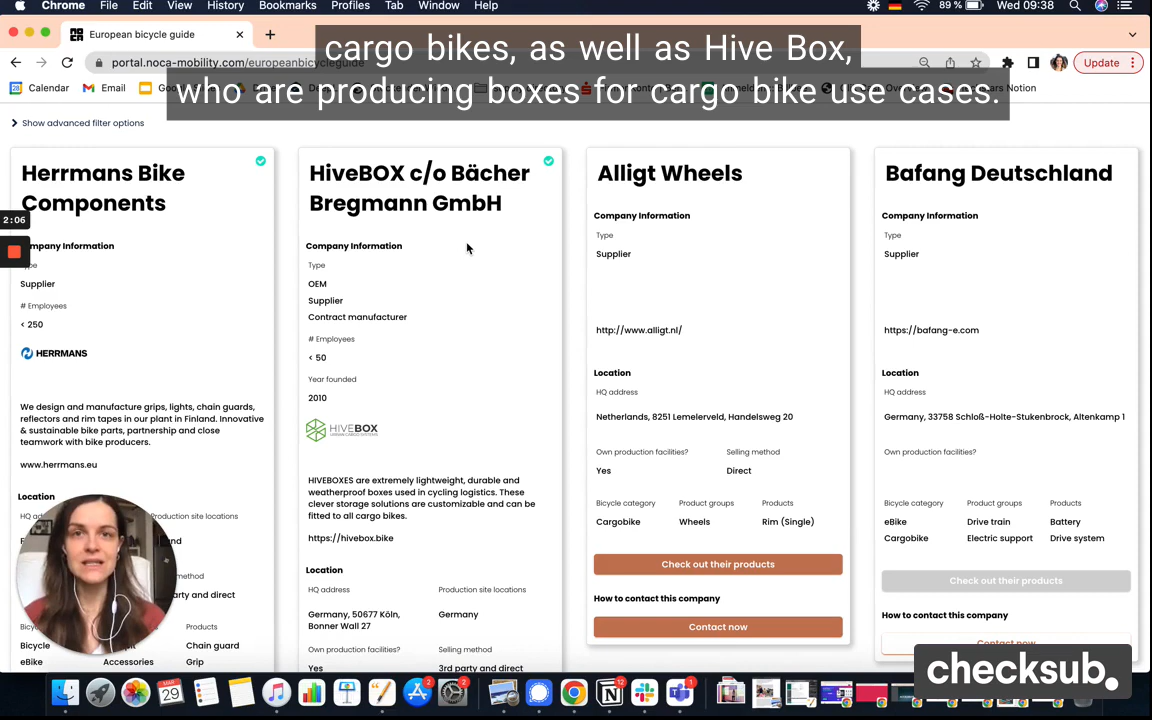 Chrome File Edit View History Bookmarks Profiles Tab Window Help
89 % Wed 09:38
European bicycle guide
portal.noca-mobility.com/europeanbicycleguide
Update
cargo bikes, as well as Hive Box,
who are producing boxes for cargo bike use cases.
Calendar Email
Notion
Show advanced filter options
2:06
Herrmans Bike
Components
Company Information
Type
Supplier
# Employees
< 250
HERRMANS
We design and manufacture grips, lights, chain guards,
reflectors and rim tapes in our plant in Finland. Innovative
& sustainable bike parts, partnership and close
teamwork with bike producers.
www.herrmans.eu
Location
Production site locations
party and direct
Products
Bicycle
Chain guard
eBike Accessories Grip
HiveBOX c/o Bächer
Bregmann GmbH
Company Information
Type
OEM
Supplier
Contract manufacturer
# Employees
< 50
Year founded
2010
HIVEBOX
HIVEBOXES are extremely lightweight, durable and
weatherproof boxes used in cycling logistics. These
clever storage solutions are customizable and can be
fitted to all cargo bikes.
https://hivebox.bike
Location
HQ address Production site locations
Germany, 50677 Köln, Germany
Bonner Wall 27
Own production facilities? Selling method
Yes 3rd party and direct
Alligt Wheels
Company Information
Type
Supplier
http://www.alligt.nl/
Location
HQ address
Netherlands, 8251 Lemelerveld, Handelsweg 20
Own production facilities? Selling method
Yes Direct
Bicycle category Product groups Products
Cargobike Wheels Rim (Single)
Check out their products
How to contact this company
Contact now
Bafang Deutschland
Company Information
Type
Supplier
https://bafang-e.com
Location
HQ address
Germany, 33758 Schloß-Holte-Stukenbrock, Altenkamp 1
Own production facilities?
Bicycle category Product groups Products
eBike Drive train Battery
Cargobike Electric support Drive system
Check out their products
How to contact this company
Contact now
checksub.
MAR
29
2
2
12
1